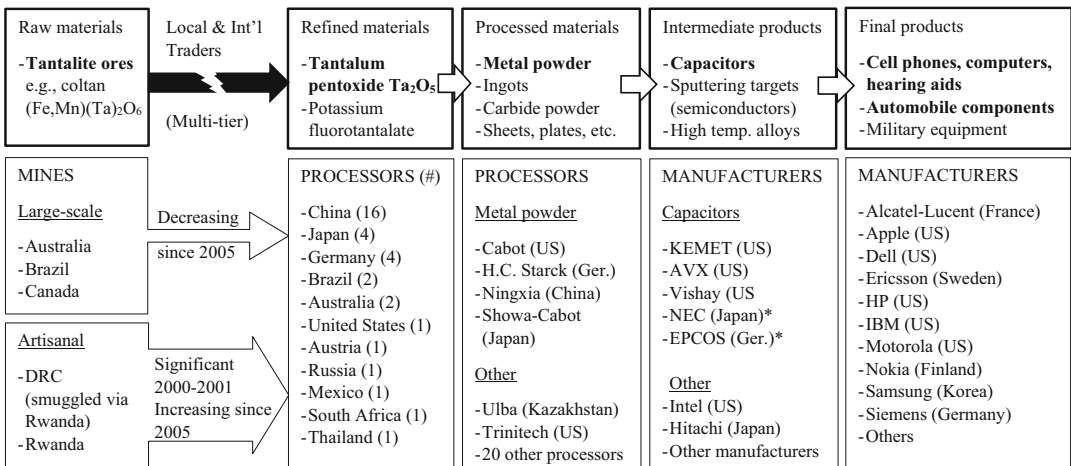 Raw materials
-Tantalite ores
e.g., coltan
(Fe,Mn)(Ta)₂O₆
Local & Int'l
Traders
(Multi-tier)
Refined materials
-Tantalum
pentoxide Ta₂O₅
-Potassium
fluorotantalate
Processed materials
-Metal powder
-Ingots
-Carbide powder
-Sheets, plates, etc.
Intermediate products
-Capacitors
-Sputtering targets
(semiconductors)
-High temp. alloys
Final products
-Cell phones, computers,
hearing aids
-Automobile components
-Military equipment
MINES
Large-scale
-Australia
-Brazil
-Canada
Decreasing
since 2005
Artisanal
-DRC
(smuggled via
Rwanda)
-Rwanda
Significant
2000-2001
Increasing since
2005
PROCESSORS (#)
-China (16)
-Japan (4)
-Germany (4)
-Brazil (2)
-Australia (2)
-United States (1)
-Austria (1)
-Russia (1)
-Mexico (1)
-South Africa (1)
-Thailand (1)
PROCESSORS
Metal powder
-Cabot (US)
-H.C. Starck (Ger.)
-Ningxia (China)
-Showa-Cabot
(Japan)
Other
-Ulba (Kazakhstan)
-Trinitech (US)
-20 other processors
MANUFACTURERS
Capacitors
-KEMET (US)
-AVX (US)
-Vishay (US
-NEC (Japan)*
-EPCOS (Ger.)*
Other
-Intel (US)
-Hitachi (Japan)
-Other manufacturers
MANUFACTURERS
-Alcatel-Lucent (France)
-Apple (US)
-Dell (US)
-Ericsson (Sweden)
-HP (US)
-IBM (US)
-Motorola (US)
-Nokia (Finland)
-Samsung (Korea)
-Siemens (Germany)
-Others